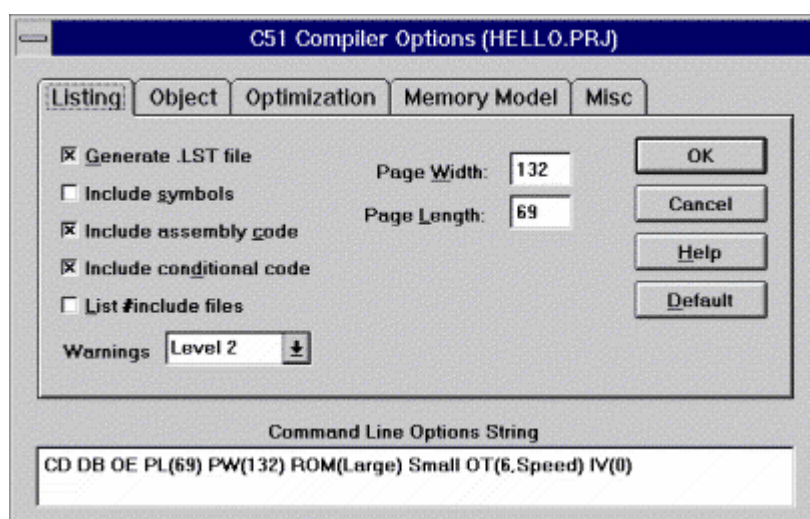 C51 Compiler Options (HELLO.PRJ)
Listing Object Optimization Memory Model Misc
Generate .LST file
Include symbols
Include assembly code
Include conditional code
List #include files
Warnings Level 2
Page Width: 132
Page Length: 69
OK
Cancel
Help
Default
Command Line Options String
CD DB OE PL(69) PW(132) ROM(Large) Small OT(6,Speed) IV(0)